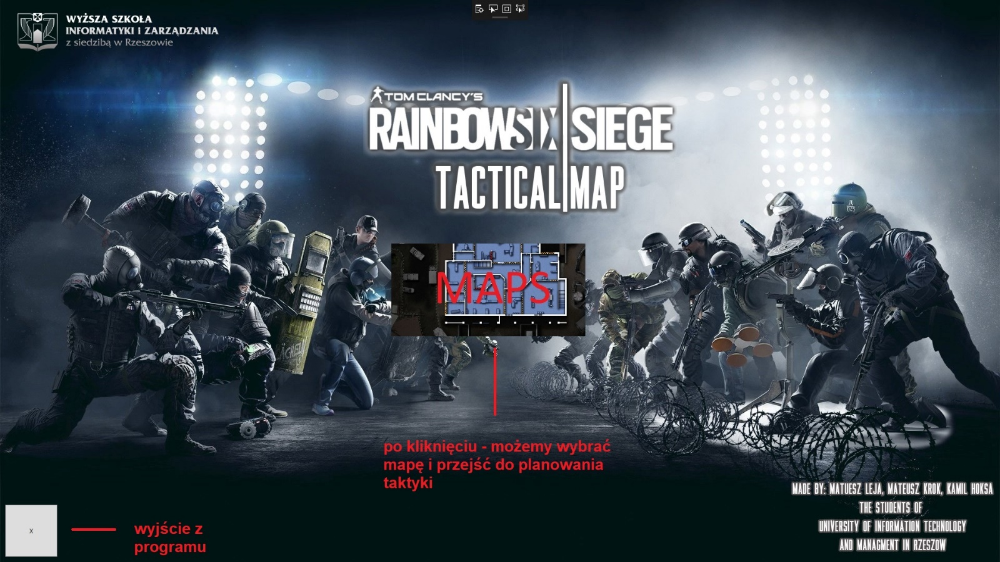 WYŻSZA SZKOŁA
INFORMATYKI i ZARZĄDZANIA
z siedzibą w Rzeszowie
TOM CLANCY'S
RAINBOWSIX SIEGE
TACTICAL MAP
MAPS
po kliknięciu - możemy wybrać
mapę i przejść do planowania
taktyki
x
wyjście z
programu
MADE BY: MATUESZ LEJA, MATEUSZ KROK, KAMIL HOKSA
THE STUDENTS OF
UNIVERSITY OF INFORMATION TECHNOLOGY
AND MANAGMENT IN RZESZOW